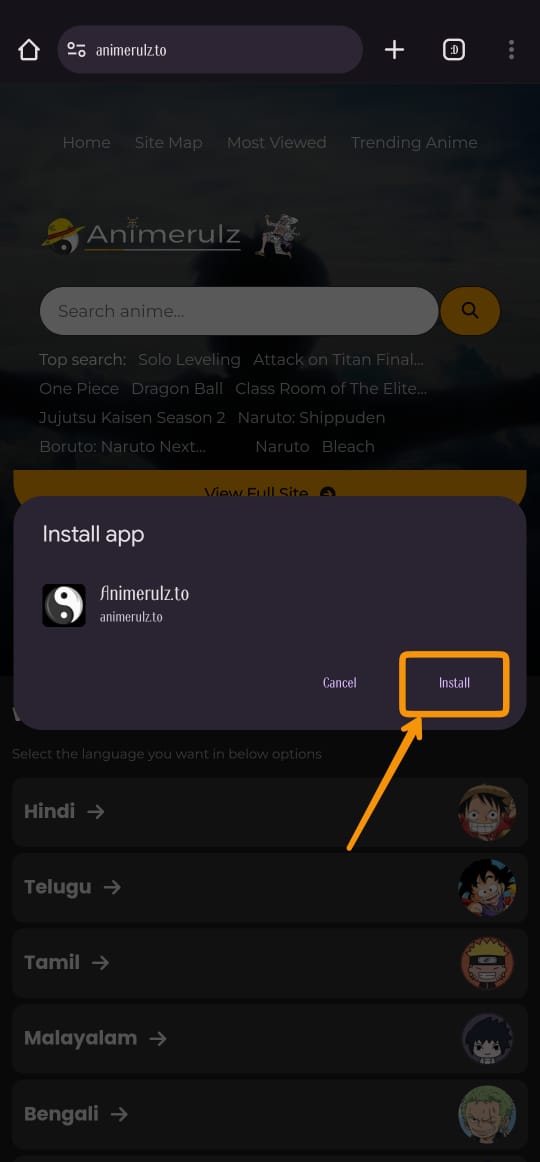 animerulz.to
:D
Home Site Map Most Viewed Trending Anime
Animerulz
Search anime...
Top search: Solo Leveling Attack on Titan Final...
One Piece Dragon Ball Class Room of The Elite...
Jujutsu Kaisen Season 2 Naruto: Shippuden
Boruto: Naruto Next... Naruto Bleach
View Full Site
Install app
Animerulz.to
animerulz.to
Cancel Install
Select the language you want in below options
Hindi →
Telugu →
Tamil →
Malayalam →
Bengali →